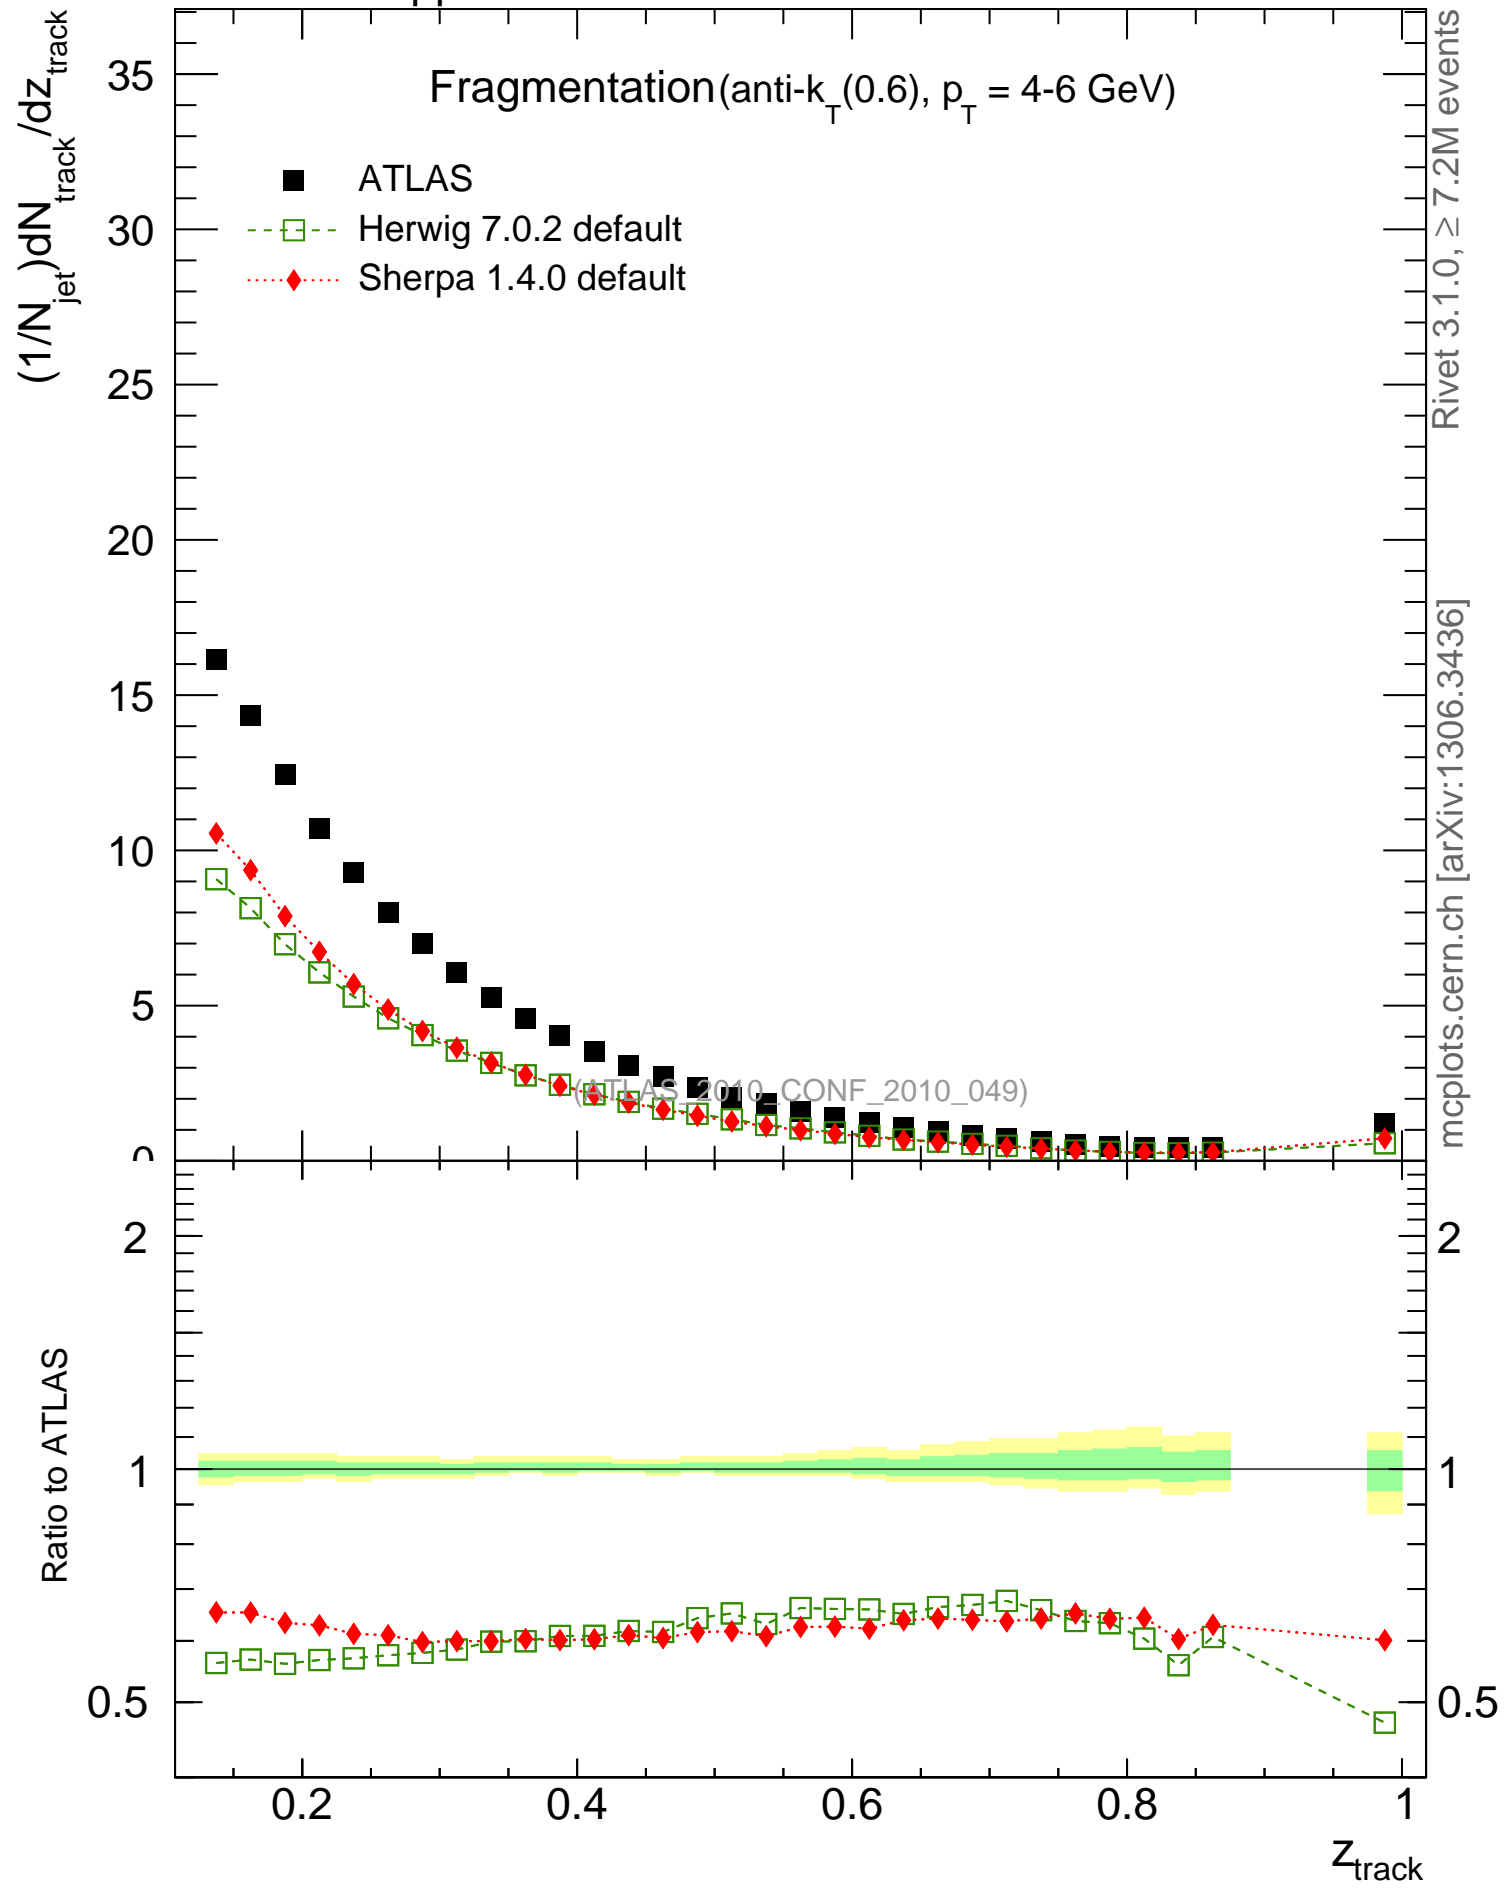 Fragmentation (anti-k_T(0.6), p_T = 4-6 GeV)
(1/N_jet)dN_track/dz_track
ATLAS
Herwig 7.0.2 default
Sherpa 1.4.0 default
35
30
25
20
15
10
5
0
(ATLAS_2010_CONF_2010_049)
Rivet 3.1.0, ≥ 7.2M events
mcplots.cern.ch [arXiv:1306.3436]
Ratio to ATLAS
2
1
0.5
2
1
0.5
0.2
0.4
0.6
0.8
1
z_track